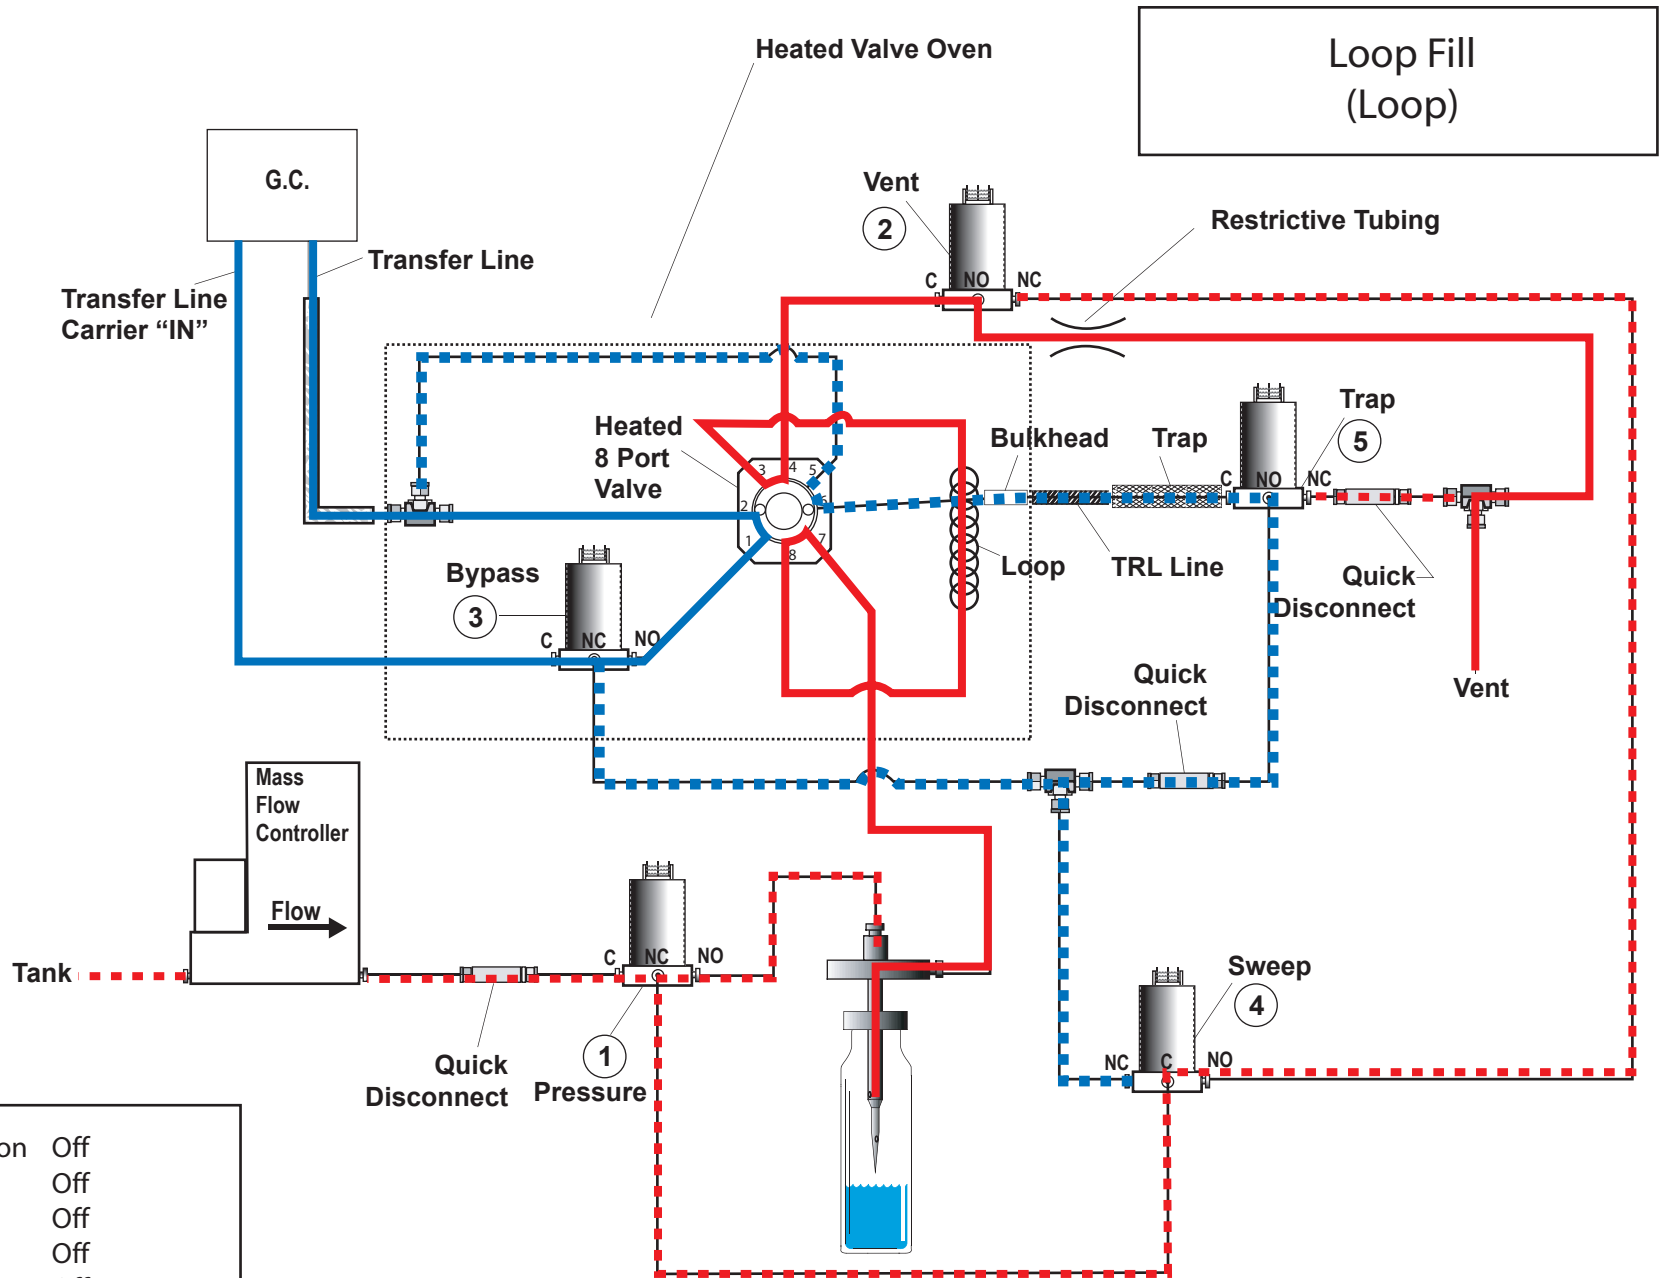 Loop Fill
(Loop)
Heated Valve Oven
G.C.
Vent
2
Restrictive Tubing
Transfer Line
Transfer Line
Carrier “IN”
C NO NC
Heated
8 Port
Valve
Bulkhead
Trap
Trap
5
C NO NC
3 4 5
2 6
1 7
8
Loop
TRL Line
Quick
Disconnect
Bypass
3
C NC NO
Quick
Disconnect
Vent
Mass
Flow
Controller
Flow
Tank
C NC NO
Sweep
4
NC C NO
Quick
Disconnect
1
Pressure
on Off
Off
Off
Off